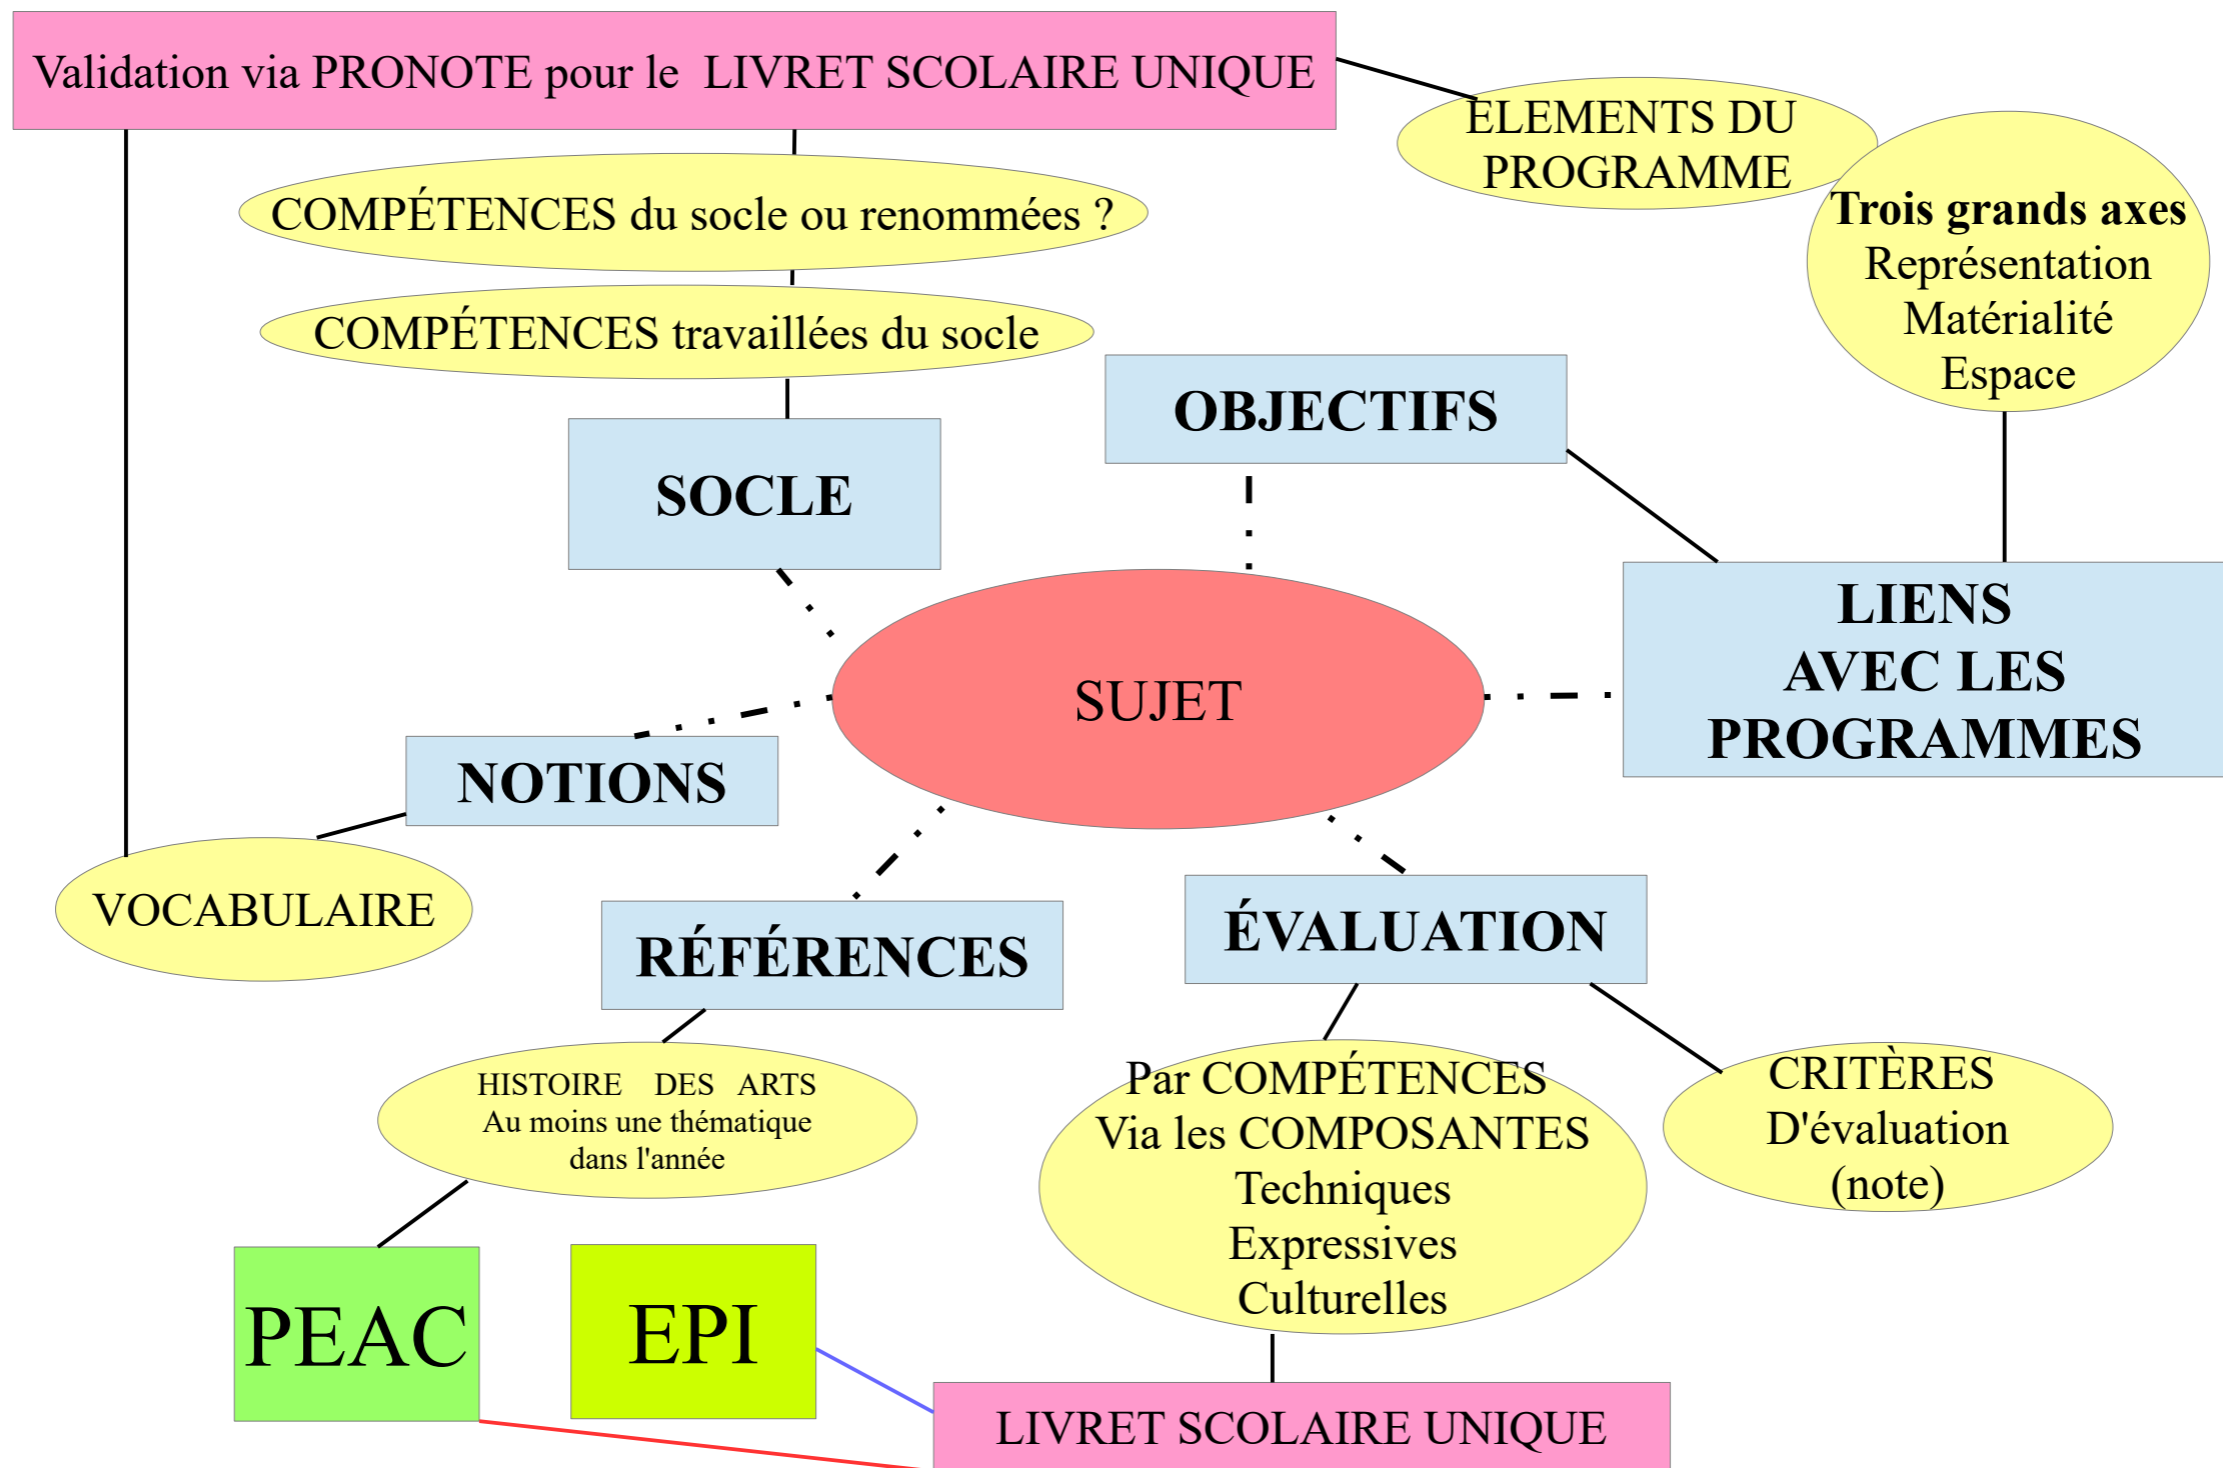 Validation via PRONOTE pour le LIVRET SCOLAIRE UNIQUE
ELEMENTS DU
PROGRAMME
COMPÉTENCES du socle ou renommées ?
Trois grands axes
Représentation
Matérialité
Espace
COMPÉTENCES travaillées du socle
OBJECTIFS
SOCLE
LIENS
AVEC LES
PROGRAMMES
SUJET
NOTIONS
VOCABULAIRE
RÉFÉRENCES
ÉVALUATION
HISTOIRE DES ARTS
Au moins une thématique
dans l'année
Par COMPÉTENCES
Via les COMPOSANTES
Techniques
Expressives
Culturelles
CRITÈRES
D'évaluation
(note)
PEAC
EPI
LIVRET SCOLAIRE UNIQUE